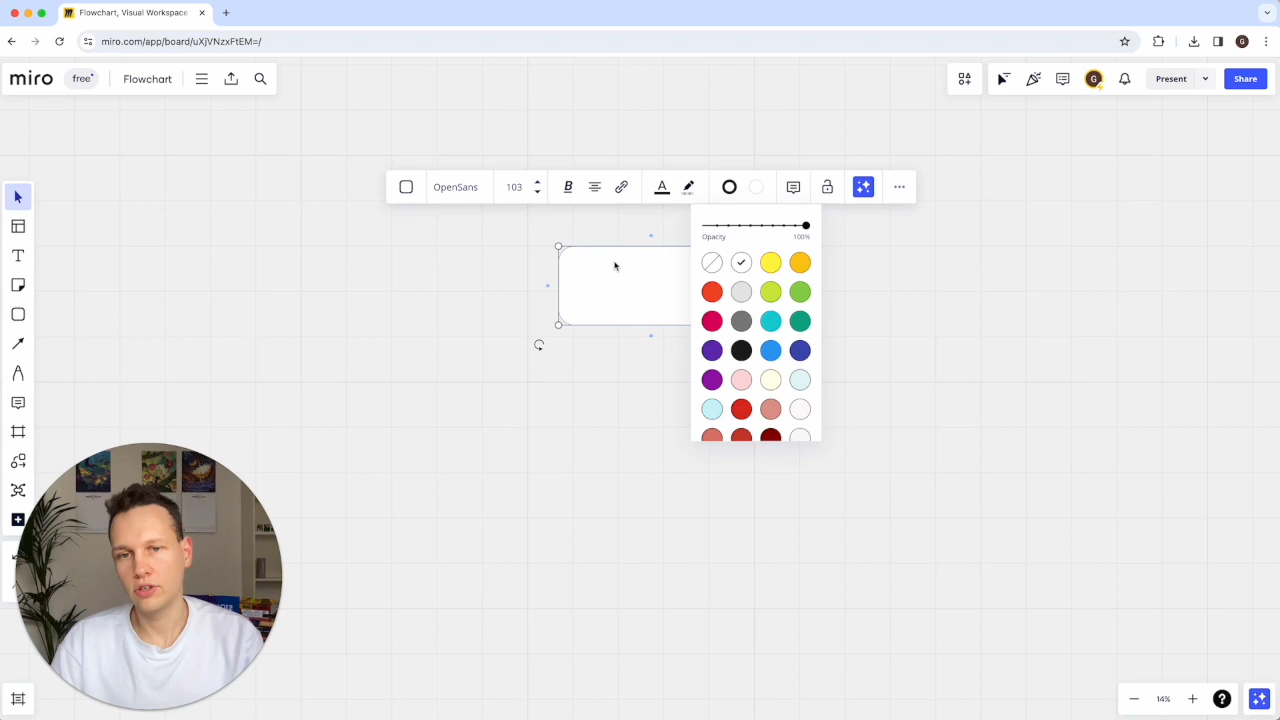 Flowchart, Visual Workspace
miro.com/app/board/uXjVNzxFtEM=/
G
miro
free
Flowchart
G
Present
Share
OpenSans
103
B
A
Opacity
100%
T
14%
?